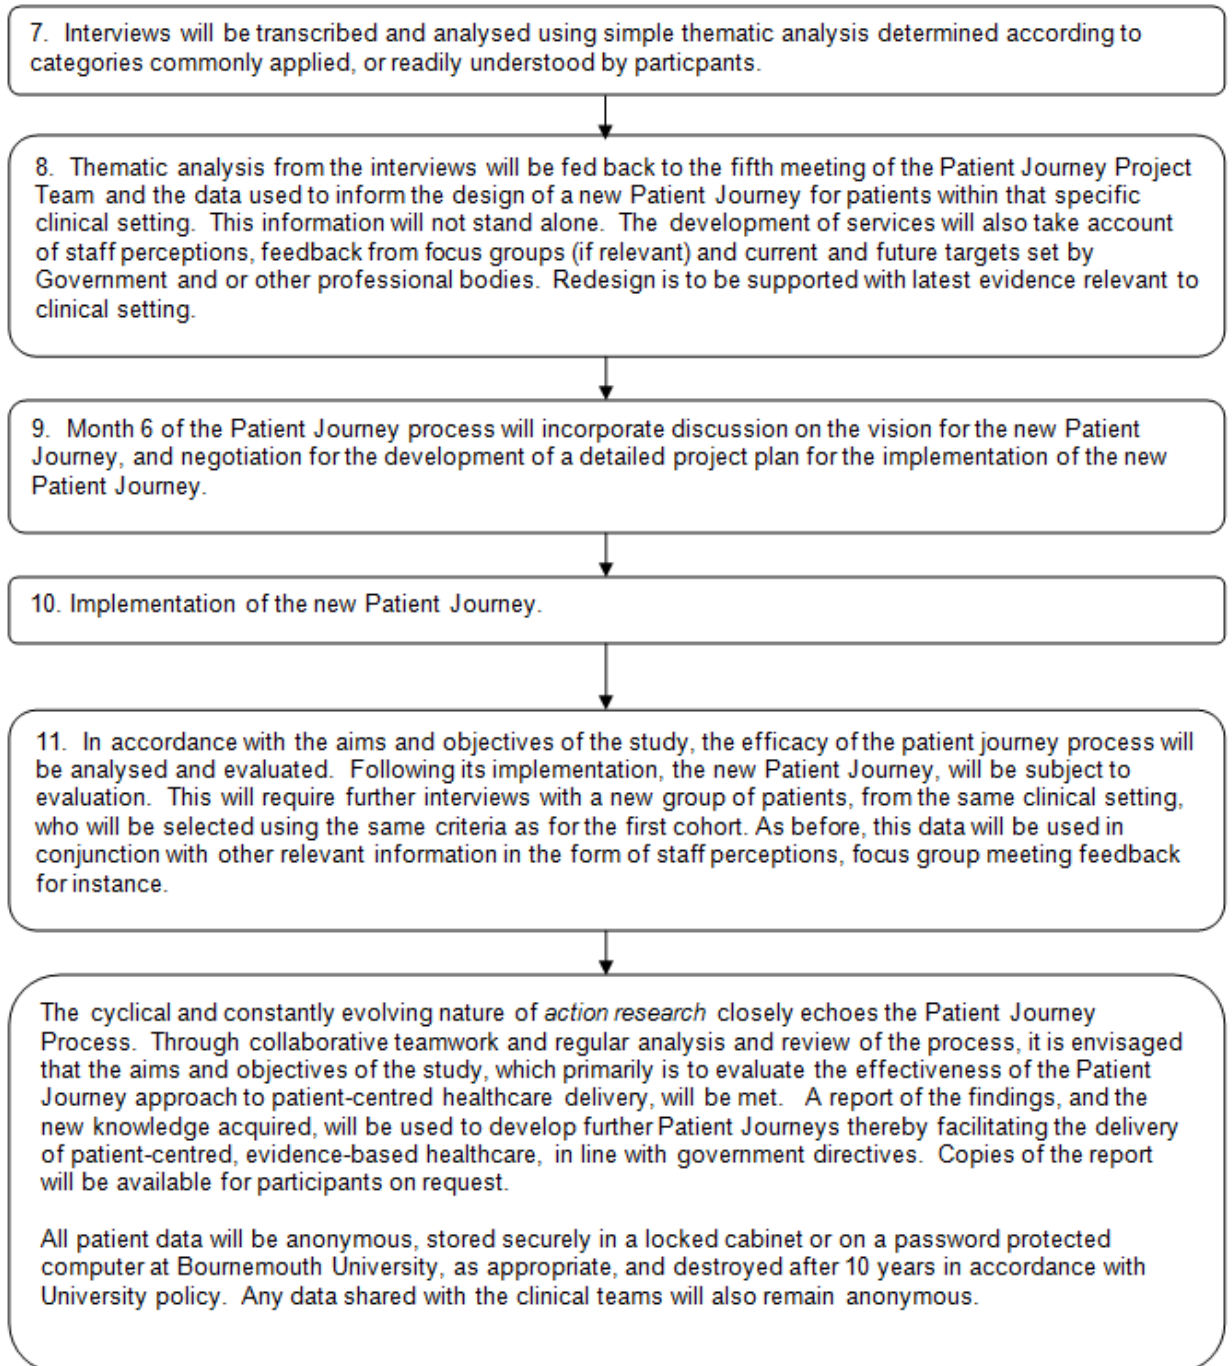 7.  Interviews will be transcribed and analysed using simple thematic analysis determined according to
categories commonly applied, or readily understood by particpants.
8.  Thematic analysis from the interviews will be fed back to the fifth meeting of the Patient Journey Project
Team and the data used to inform the design of a new Patient Journey for patients within that specific
clinical setting.  This information will not stand alone.  The development of services will also take account
of staff perceptions, feedback from focus groups (if relevant) and current and future targets set by
Government and or other professional bodies.  Redesign is to be supported with latest evidence relevant to
clinical setting.
9.  Month 6 of the Patient Journey process will incorporate discussion on the vision for the new Patient
Journey, and negotiation for the development of a detailed project plan for the implementation of the new
Patient Journey.
10. Implementation of the new Patient Journey.
11.  In accordance with the aims and objectives of the study, the efficacy of the patient journey process will
be analysed and evaluated.  Following its implementation, the new Patient Journey, will be subject to
evaluation.  This will require further interviews with a new group of patients, from the same clinical setting,
who will be selected using the same criteria as for the first cohort. As before, this data will be used in
conjunction with other relevant information in the form of staff perceptions, focus group meeting feedback
for instance.
The cyclical and constantly evolving nature of action research closely echoes the Patient Journey
Process.  Through collaborative teamwork and regular analysis and review of the process, it is envisaged
that the aims and objectives of the study, which primarily is to evaluate the effectiveness of the Patient
Journey approach to patient-centred healthcare delivery, will be met.   A report of the findings, and the
new knowledge acquired, will be used to develop further Patient Journeys thereby facilitating the delivery
of patient-centred, evidence-based healthcare, in line with government directives.  Copies of the report
will be available for participants on request.
All patient data will be anonymous, stored securely in a locked cabinet or on a password protected
computer at Bournemouth University, as appropriate, and destroyed after 10 years in accordance with
University policy.  Any data shared with the clinical teams will also remain anonymous.